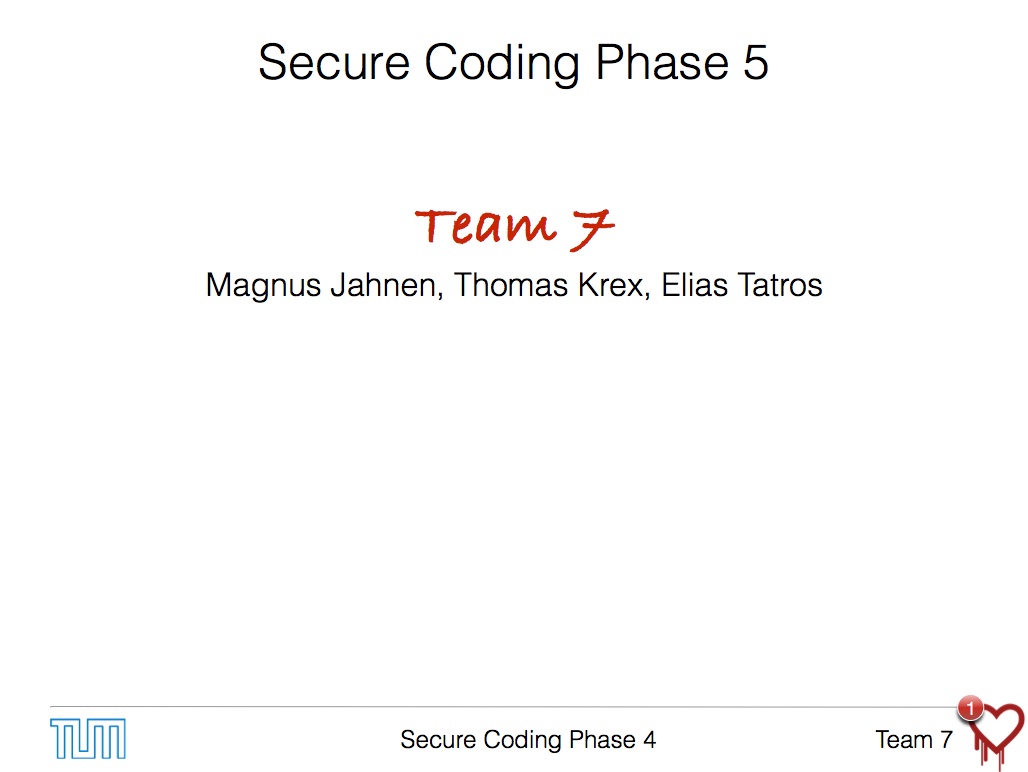 Secure Coding Phase 5
Team 7
Magnus Jahnen, Thomas Krex, Elias Tatros
TUM
Secure Coding Phase 4
Team 7
1